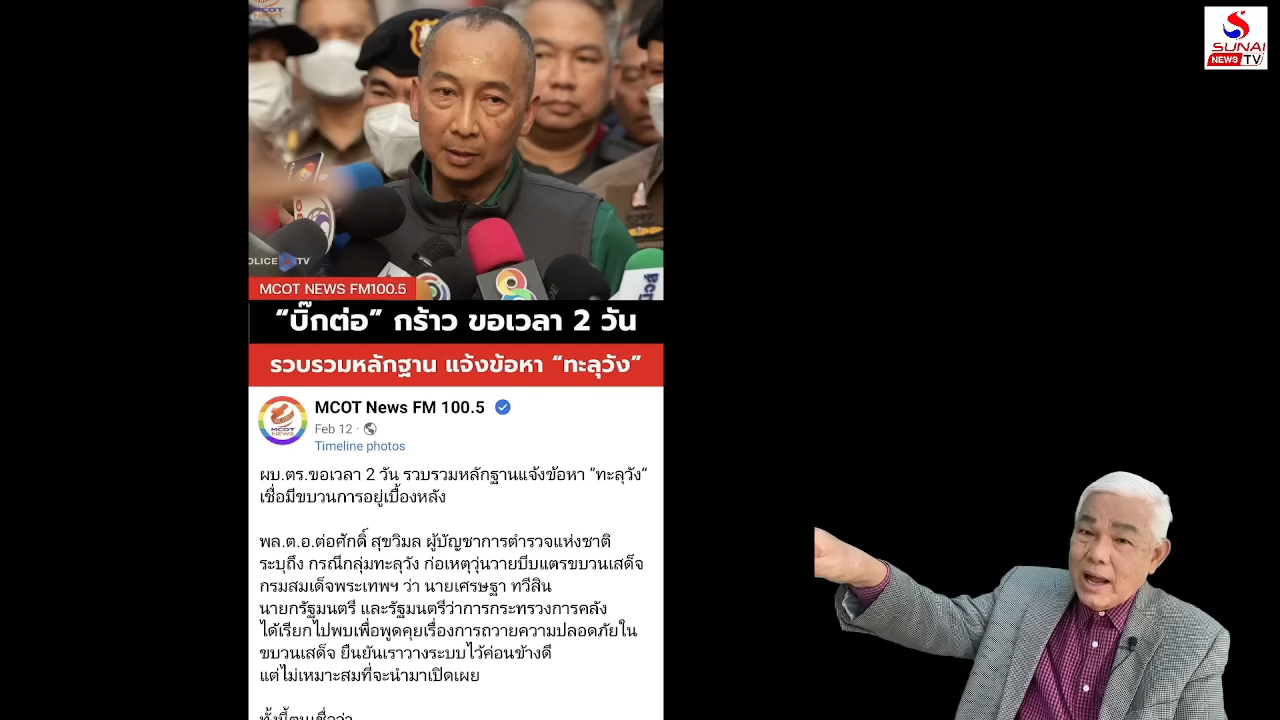 MCOT
NEWS
SUNAI
NEWS TV
POLICE TV
MCOT NEWS FM100.5
“บิ๊กต่อ” กร้าว ขอเวลา 2 วัน
รวบรวมหลักฐาน แจ้งข้อหา “ทะลุวัง”
MCOT News FM 100.5
MCOT
NEWS
Feb 12 ·
Timeline photos
ผบ.ตร.ขอเวลา 2 วัน รวบรวมหลักฐานแจ้งข้อหา “ทะลุวัง“
เชื่อมีขบวนการอยู่เบื้องหลัง
พล.ต.อ.ต่อศักดิ์ สุขวิมล ผู้บัญชาการตำรวจแห่งชาติ
ระบุถึง กรณีกลุ่มทะลุวัง ก่อเหตุวุ่นวายบีบแตรขบวนเสด็จ
กรมสมเด็จพระเทพฯ ว่า นายเศรษฐา ทวีสิน
นายกรัฐมนตรี และรัฐมนตรีว่าการกระทรวงการคลัง
ได้เรียกไปพบเพื่อพูดคุยเรื่องการถวายความปลอดภัยใน
ขบวนเสด็จ ยืนยันเราวางระบบไว้ค่อนข้างดี
แต่ไม่เหมาะสมที่จะนำมาเปิดเผย
ทั้งนี้ตนเชื่อว่า